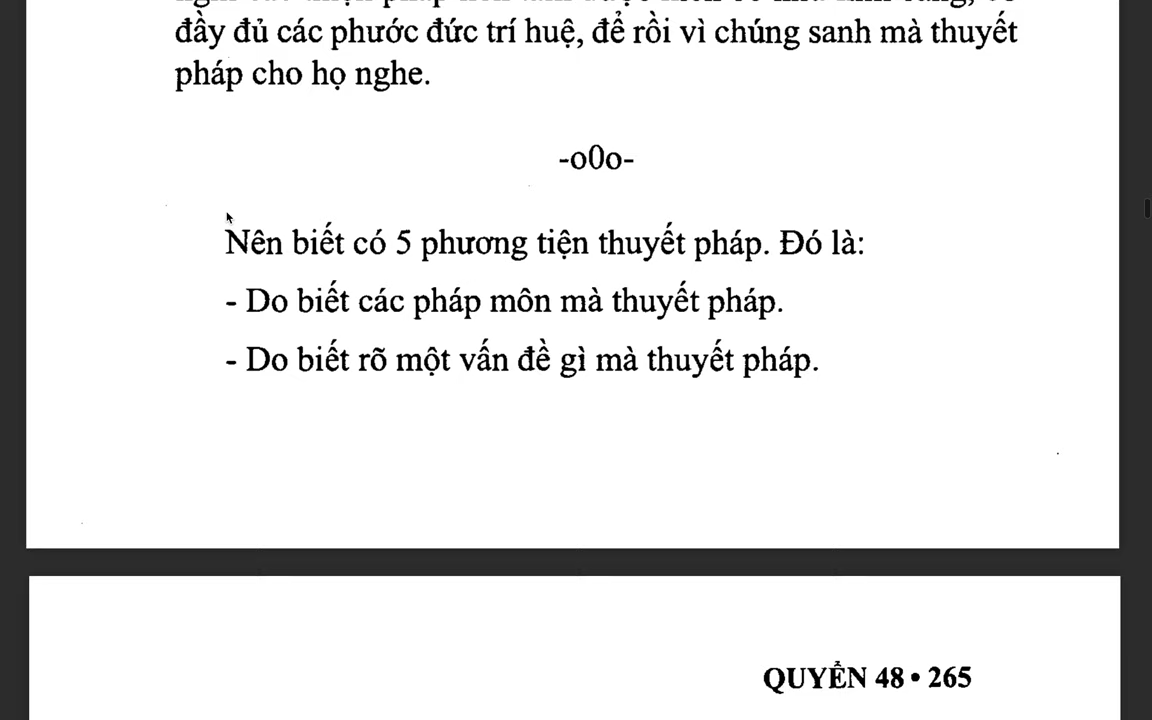 đầy đủ các phước đức trí huệ, để rồi vì chúng sanh mà thuyết
pháp cho họ nghe.
-o0o-
Nên biết có 5 phương tiện thuyết pháp. Đó là:
- Do biết các pháp môn mà thuyết pháp.
- Do biết rõ một vấn đề gì mà thuyết pháp.
QUYỂN 48 • 265